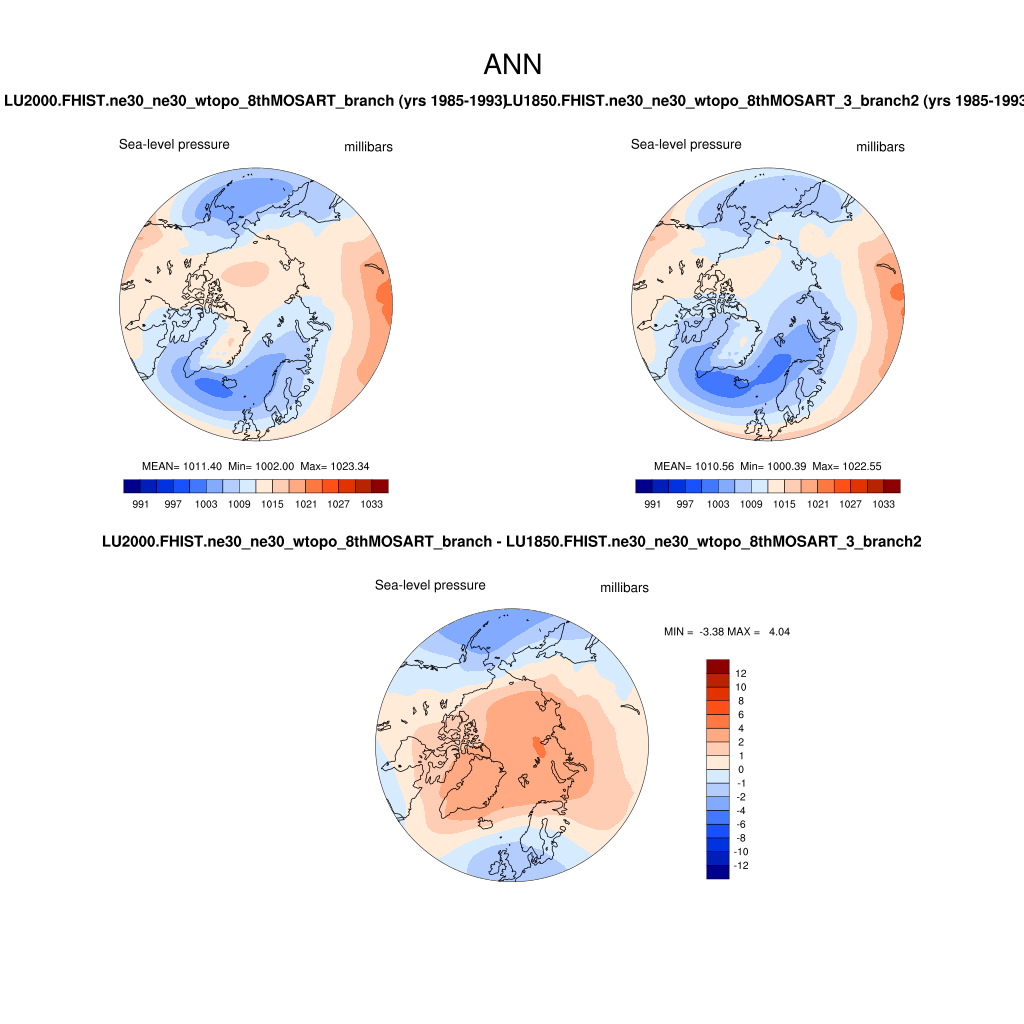 ANN
LU2000.FHIST.ne30_ne30_wtopo_8thMOSART_branch (yrs 1985-1993)
LU1850.FHIST.ne30_ne30_wtopo_8thMOSART_3_branch2 (yrs 1985-1993
Sea-level pressure millibars
Sea-level pressure millibars
MEAN= 1011.40 Min= 1002.00 Max= 1023.34
MEAN= 1010.56 Min= 1000.39 Max= 1022.55
991 997 1003 1009 1015 1021 1027 1033
991 997 1003 1009 1015 1021 1027 1033
LU2000.FHIST.ne30_ne30_wtopo_8thMOSART_branch - LU1850.FHIST.ne30_ne30_wtopo_8thMOSART_3_branch2
Sea-level pressure millibars
MIN = -3.38 MAX = 4.04
12
10
8
6
4
2
1
0
-1
-2
-4
-6
-8
-10
-12